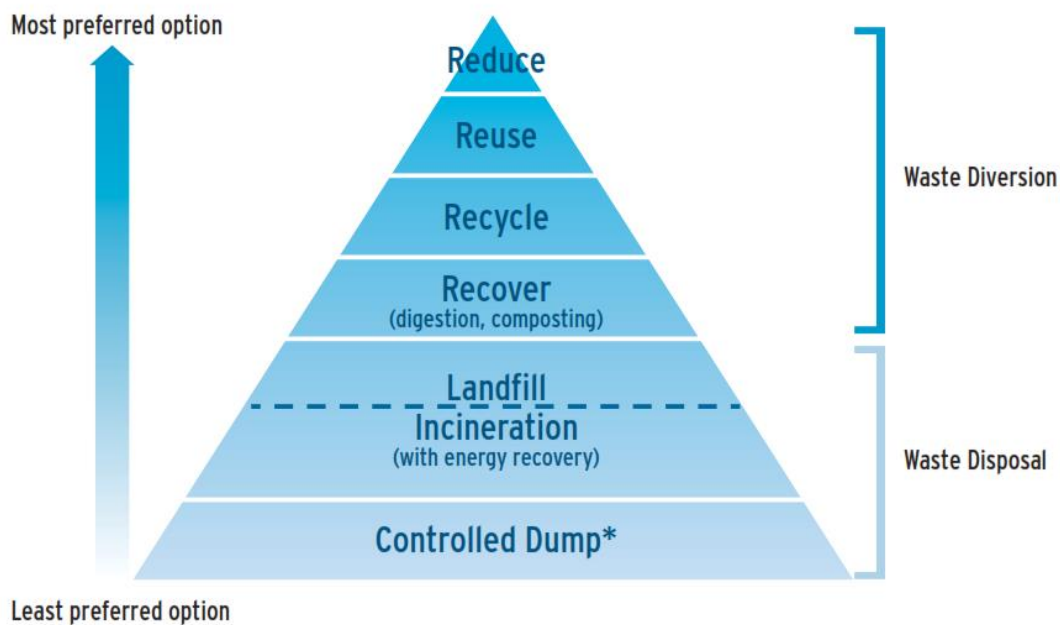 Most preferred option
Reduce
Reuse
Waste Diversion
Recycle
Recover
(digestion, composting)
Landfill
Incineration
(with energy recovery)
Waste Disposal
Controlled Dump*
Least preferred option